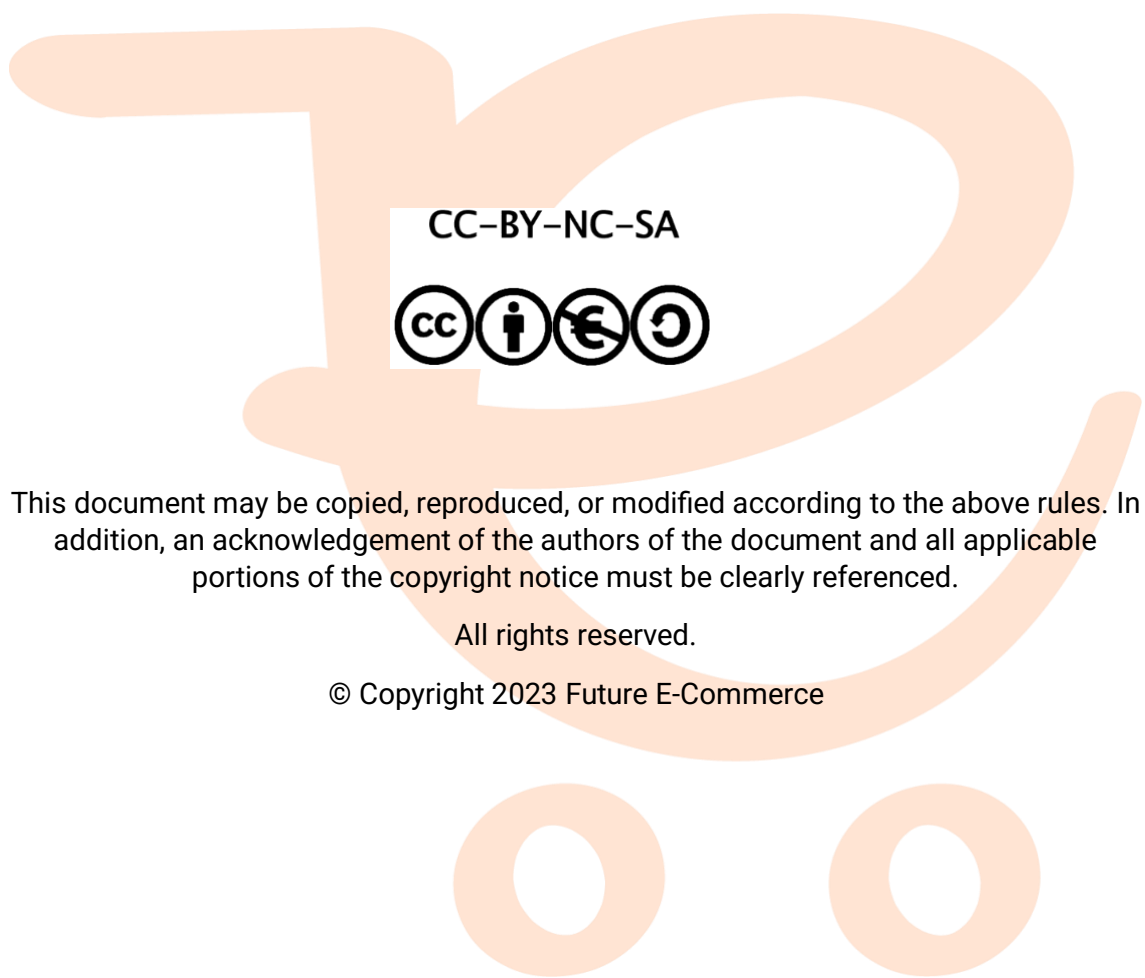 CC-BY-NC-SA
cc € 
This document may be copied, reproduced, or modified according to the above rules. In
addition, an acknowledgement of the authors of the document and all applicable
portions of the copyright notice must be clearly referenced.
All rights reserved.
© Copyright 2023 Future E-Commerce